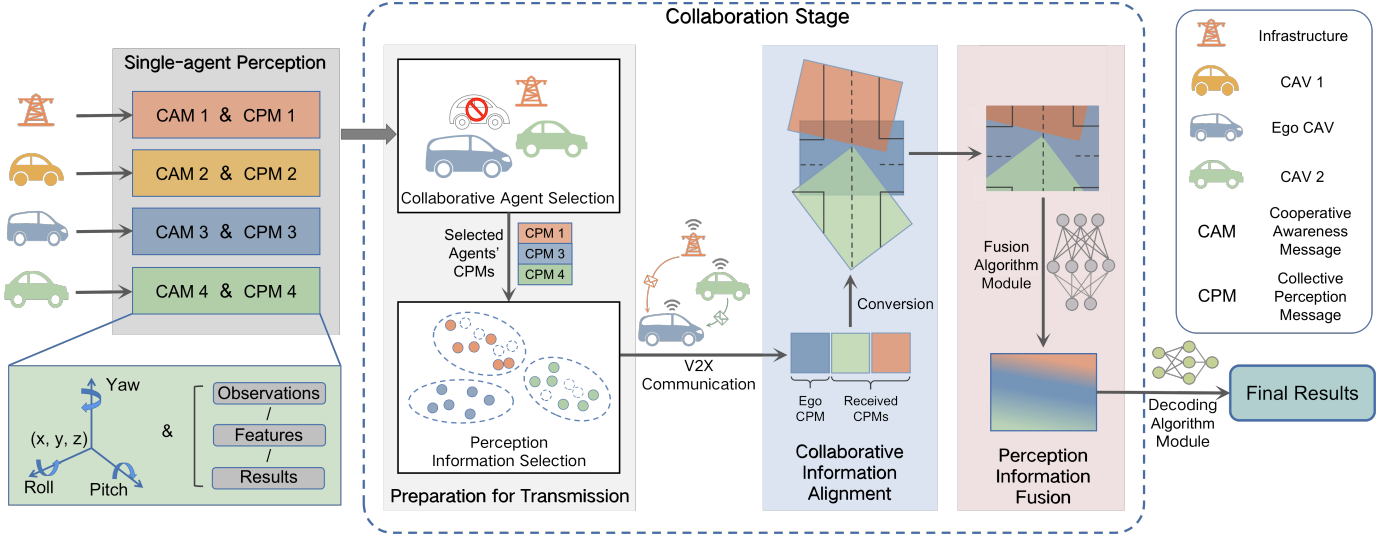 Collaboration Stage
Single-agent Perception
CAM 1 & CPM 1
CAM 2 & CPM 2
CAM 3 & CPM 3
CAM 4 & CPM 4
Yaw
(x, y, z)
Roll
Pitch
&
Observations
/
Features
/
Results
Collaborative Agent Selection
Selected
Agents'
CPMs
CPM 1
CPM 3
CPM 4
Perception
Information Selection
Preparation for Transmission
V2X
Communication
Conversion
Ego
CPM
Received
CPMs
Collaborative
Information
Alignment
Fusion
Algorithm
Module
Perception
Information
Fusion
Decoding
Algorithm
Module
Final Results
Infrastructure
CAV 1
Ego CAV
CAV 2
CAM
Cooperative
Awareness
Message
CPM
Collective
Perception
Message